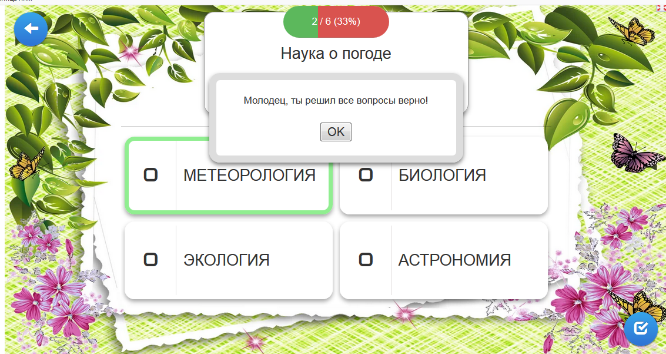 2 / 6 (33%)
Наука о погоде
Молодец, ты решил все вопросы верно!
OK
МЕТЕОРОЛОГИЯ
БИОЛОГИЯ
ЭКОЛОГИЯ
АСТРОНОМИЯ